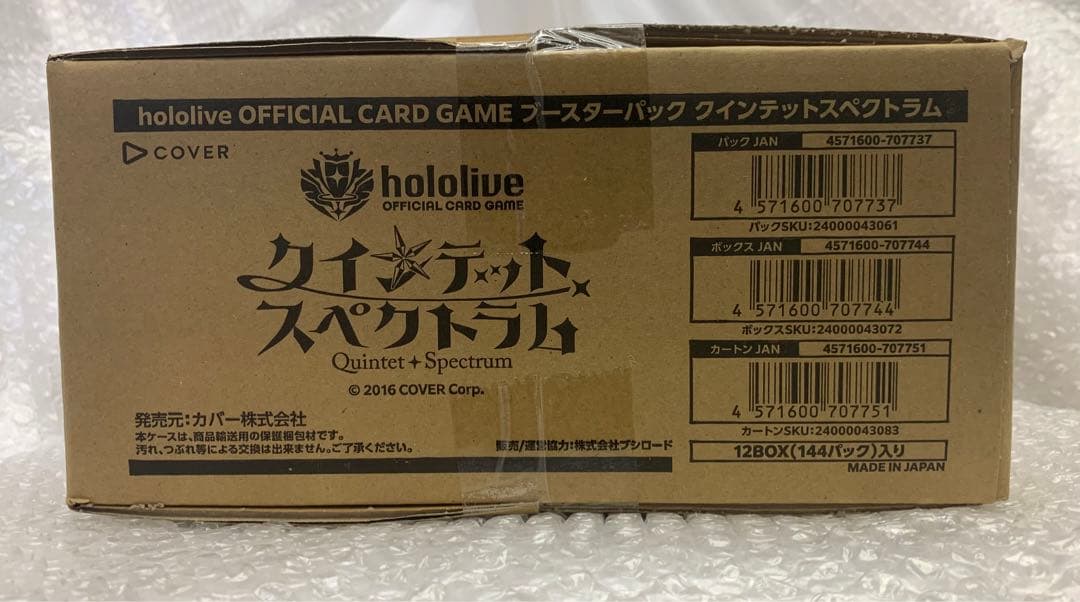 hololive OFFICIAL CARD GAME ブースターパック クインテットスペクトラム
COVER
hololive
OFFICIAL CARD GAME
クインテット
スペクトラム
Quintet Spectrum
© 2016 COVER Corp.
発売元:カバー株式会社
本ケースは、商品輸送用の保護梱包材です。
汚れ、つぶれ等による交換は出来ません。ご了承ください。
販売/運営協力:株式会社ブシロード
パック JAN 4571600-707737
4 571600 707737
パックSKU:24000043061
ボックス JAN 4571600-707744
4 571600 707744
ボックスSKU:24000043072
カートン JAN 4571600-707751
4 571600 707751
カートンSKU:24000043083
12BOX(144パック)入り
MADE IN JAPAN